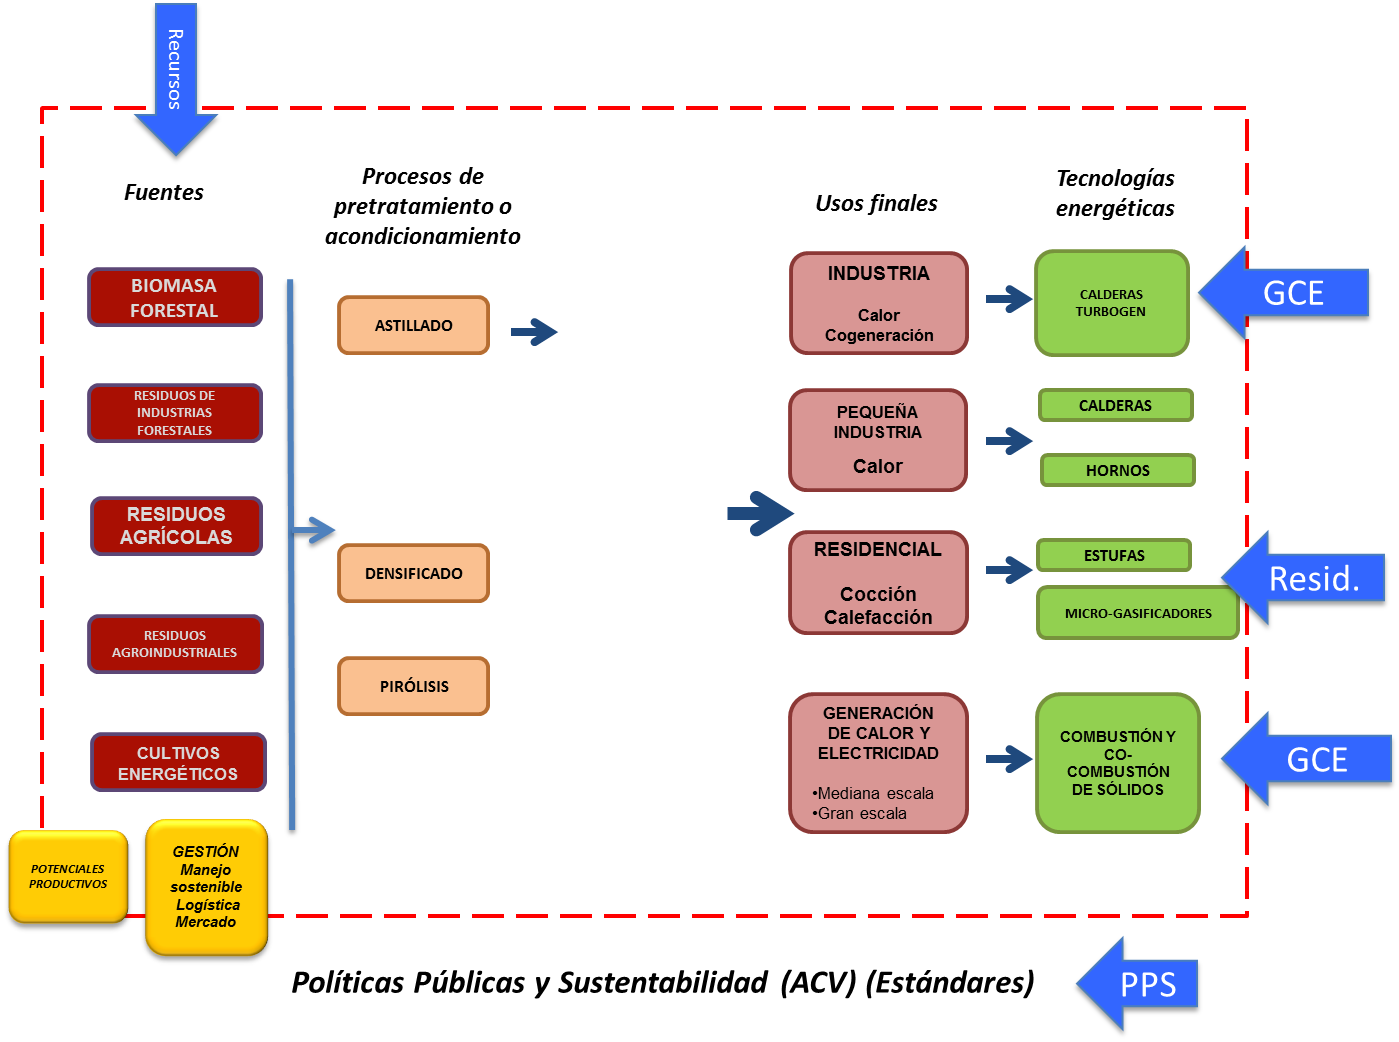 Recursos
Fuentes
BIOMASA
FORESTAL
RESIDUOS DE
INDUSTRIAS
FORESTALES
RESIDUOS
AGRÍCOLAS
RESIDUOS
AGROINDUSTRIALES
CULTIVOS
ENERGÉTICOS
POTENCIALES
PRODUCTIVOS
GESTIÓN
Manejo
sostenible
Logística
Mercado
Procesos de
pretratamiento o
acondicionamiento
ASTILLADO
DENSIFICADO
PIRÓLISIS
Usos finales
INDUSTRIA
Calor
Cogeneración
PEQUEÑA
INDUSTRIA
Calor
RESIDENCIAL
Cocción
Calefacción
GENERACIÓN
DE CALOR Y
ELECTRICIDAD
•Mediana escala
•Gran escala
Tecnologías
energéticas
CALDERAS
TURBOGEN
CALDERAS
HORNOS
ESTUFAS
MICRO-GASIFICADORES
COMBUSTIÓN Y
CO-
COMBUSTIÓN
DE SÓLIDOS
GCE
Resid.
GCE
Políticas Públicas y Sustentabilidad (ACV) (Estándares)
PPS